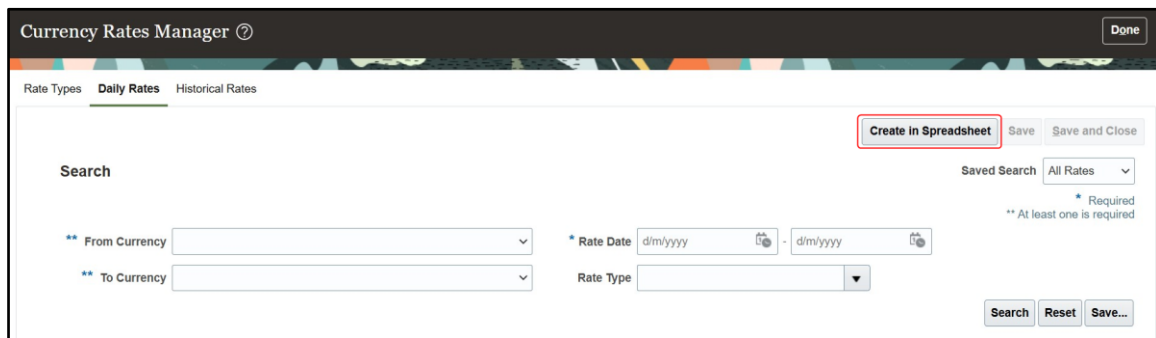 Currency Rates Manager ?
Done
Rate Types Daily Rates Historical Rates
Create in Spreadsheet Save Save and Close
Search
Saved Search All Rates
* Required
** At least one is required
** From Currency
* Rate Date d/m/yyyy - d/m/yyyy
** To Currency
Rate Type
Search Reset Save...